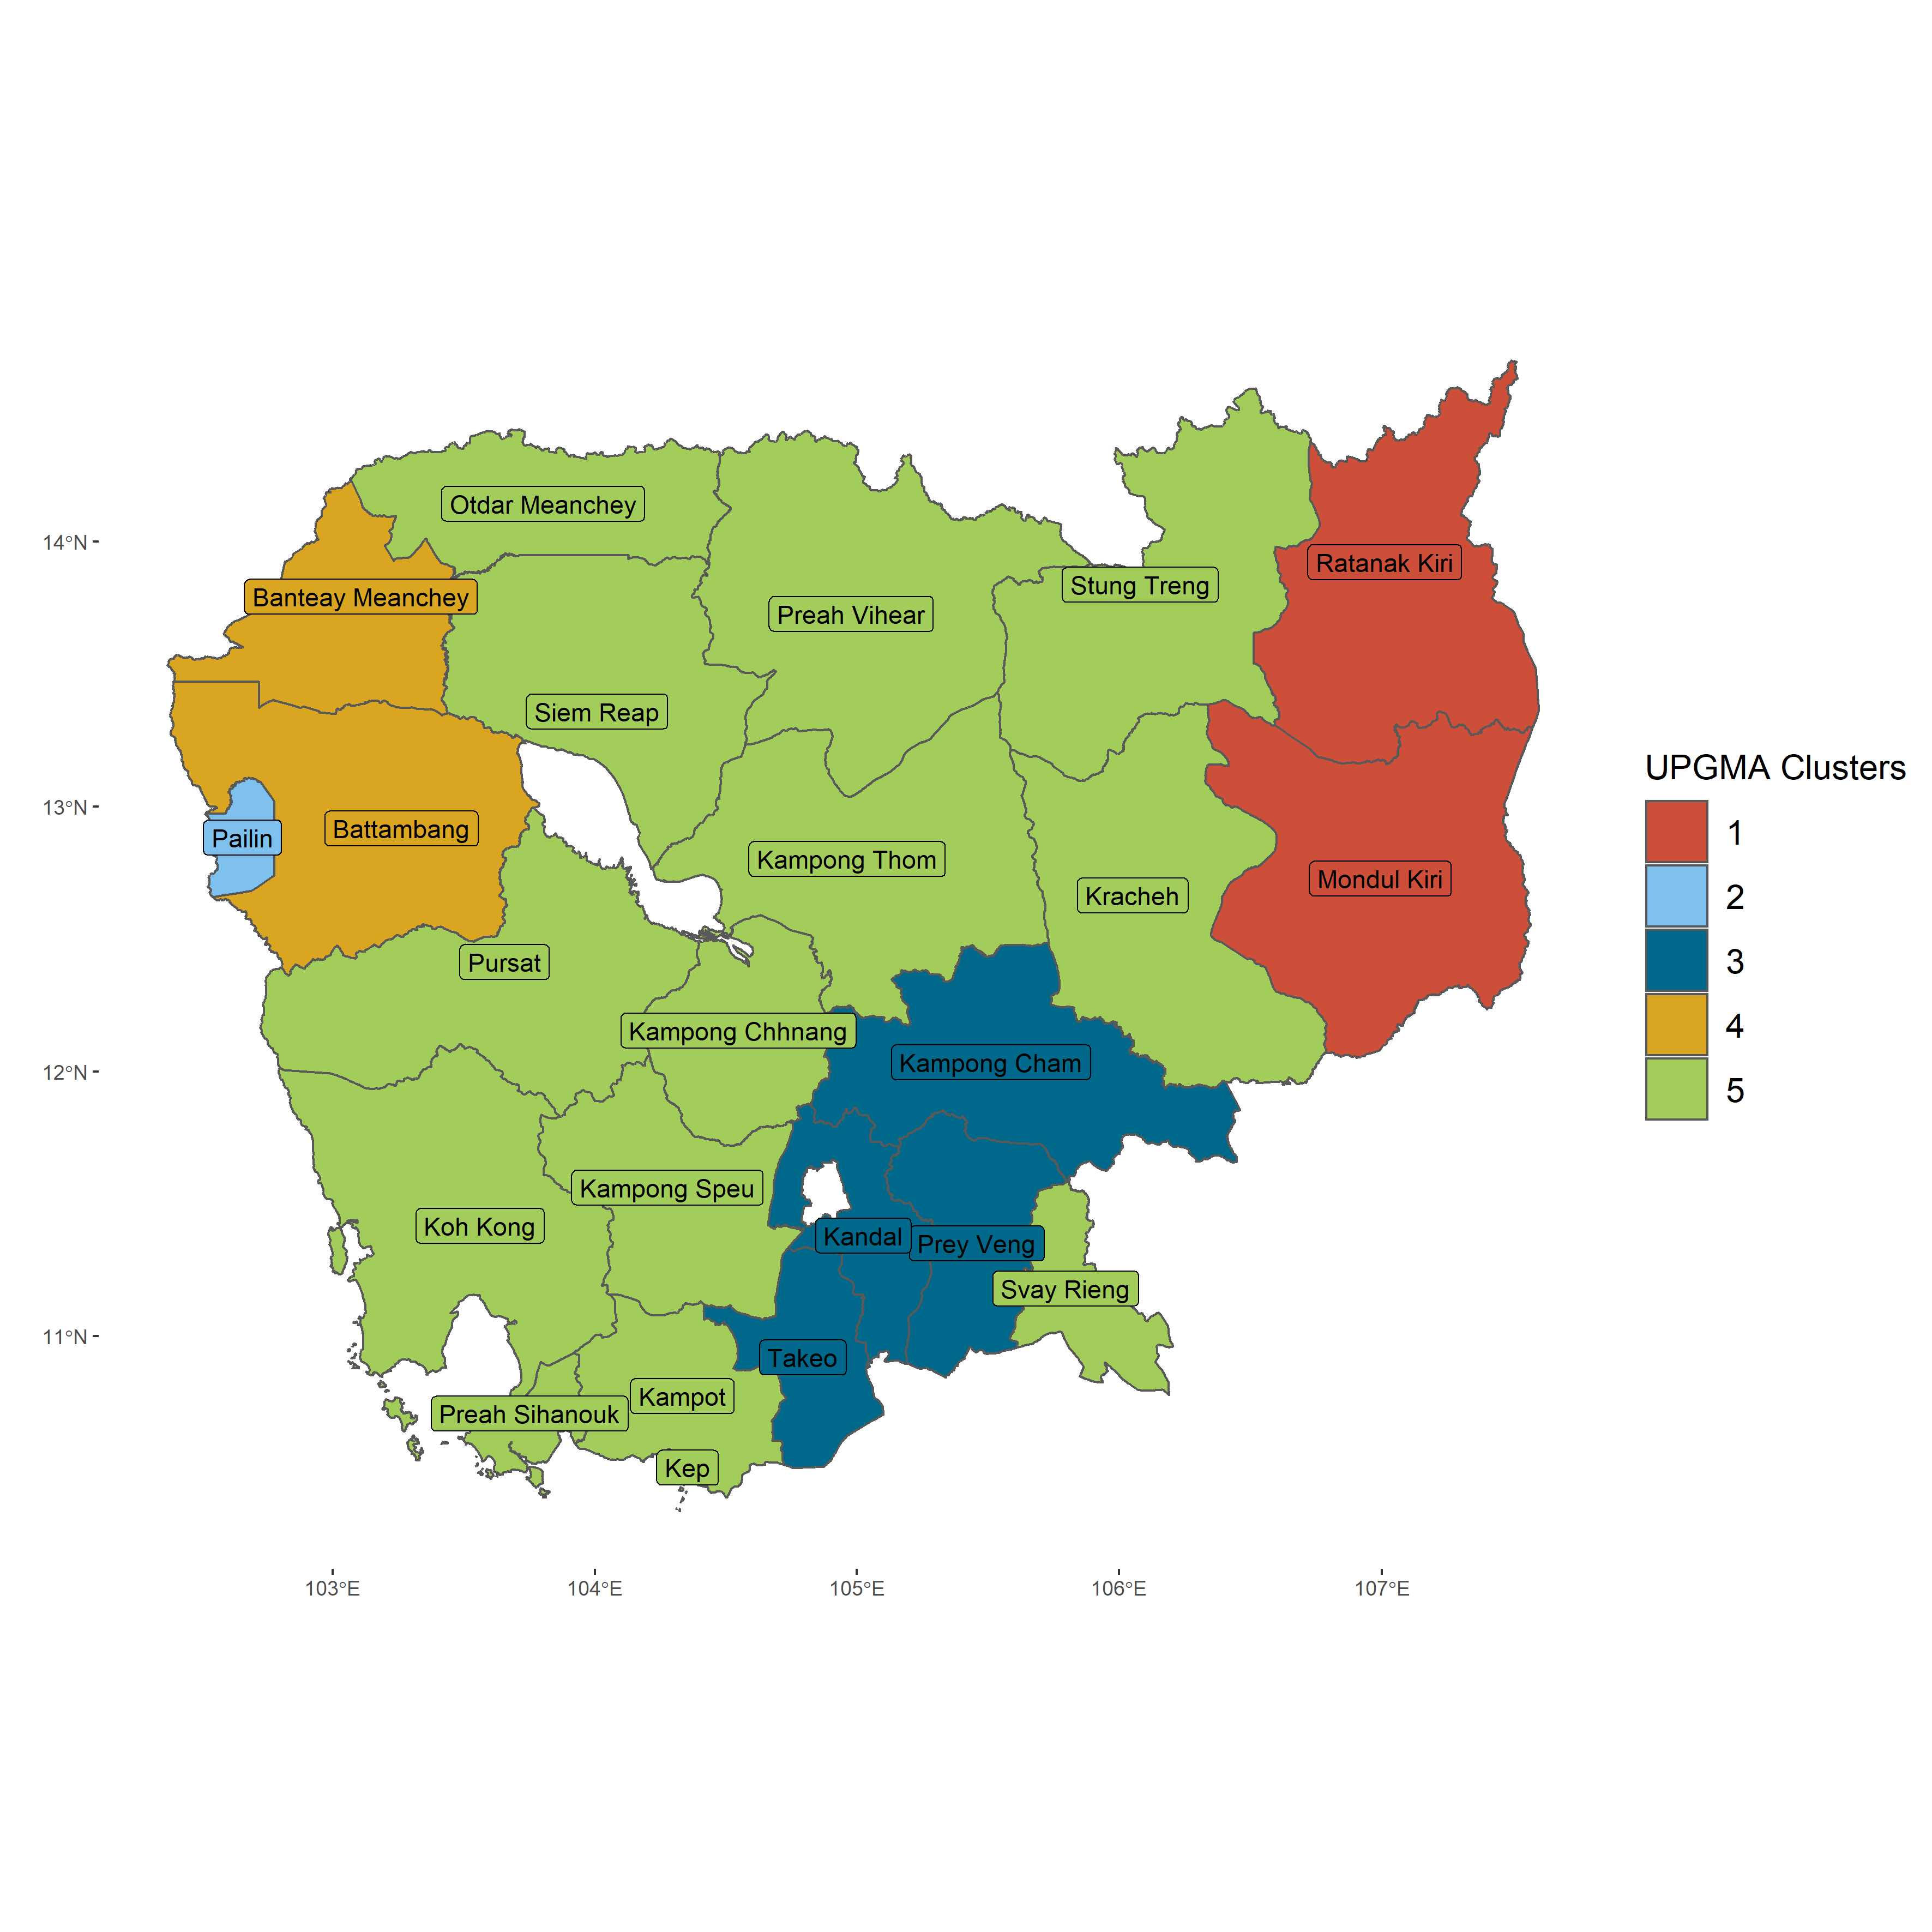 14°N
13°N
12°N
11°N
Otdar Meanchey
Banteay Meanchey
Ratanak Kiri
Stung Treng
Preah Vihear
Siem Reap
Pailin
Battambang
Kampong Thom
Mondul Kiri
Kracheh
Pursat
Kampong Chhnang
Kampong Cham
Kampong Speu
Koh Kong
Kandal
Prey Veng
Svay Rieng
Takeo
Kampot
Preah Sihanouk
Kep
103°E
104°E
105°E
106°E
107°E
UPGMA Clusters
1
2
3
4
5